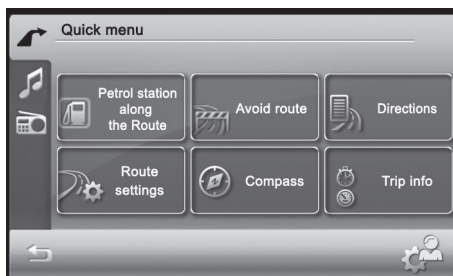 Quick menu
Petrol station
along
the Route
Avoid route
Directions
Route
settings
Compass
Trip info